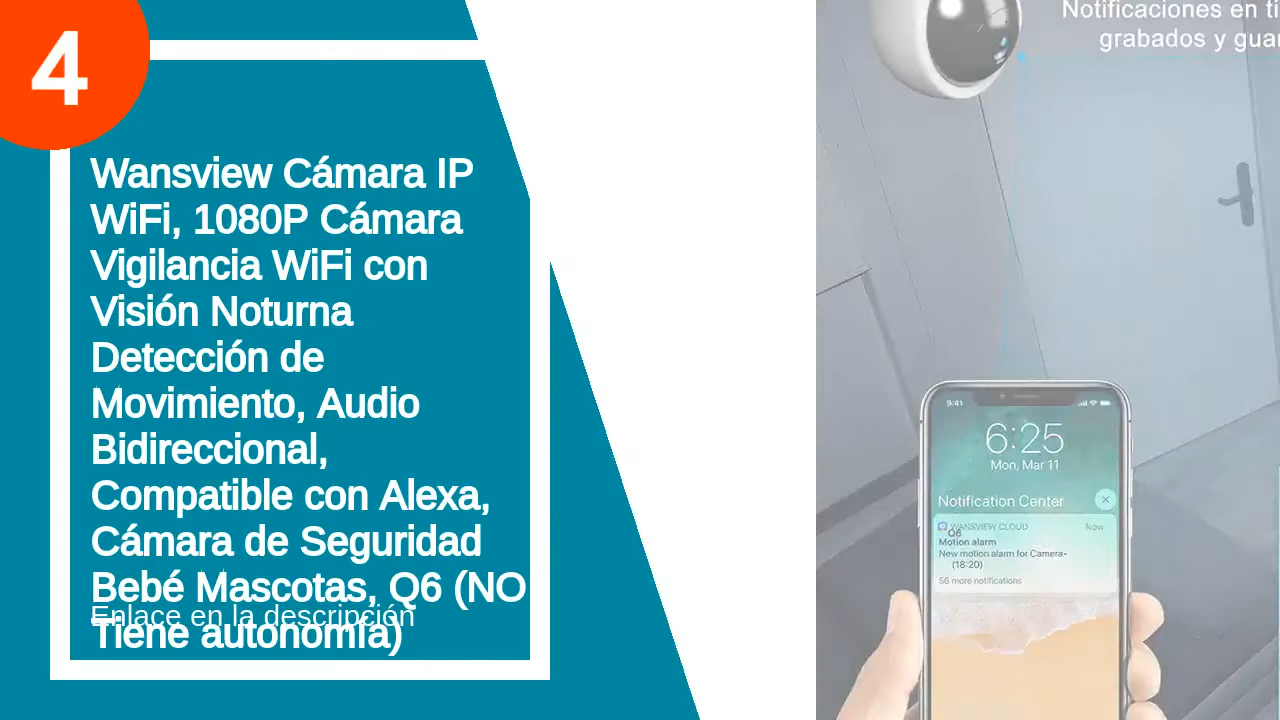 4
Wansview Cámara IP
WiFi, 1080P Cámara
Vigilancia WiFi con
Visión Noturna
Detección de
Movimiento, Audio
Bidireccional,
Compatible con Alexa,
Cámara de Seguridad
Bebé Mascotas, Q6 (NO
Tiene autonomía)
Enlace en la descripción
Notificaciones en ti
grabados y guar
9:41
6:25
Mon, Mar 11
Notification Center
WANSVIEW CLOUD Now
Q6
Motion alarm
New motion alarm for Camera-
(18:20)
56 more notifications